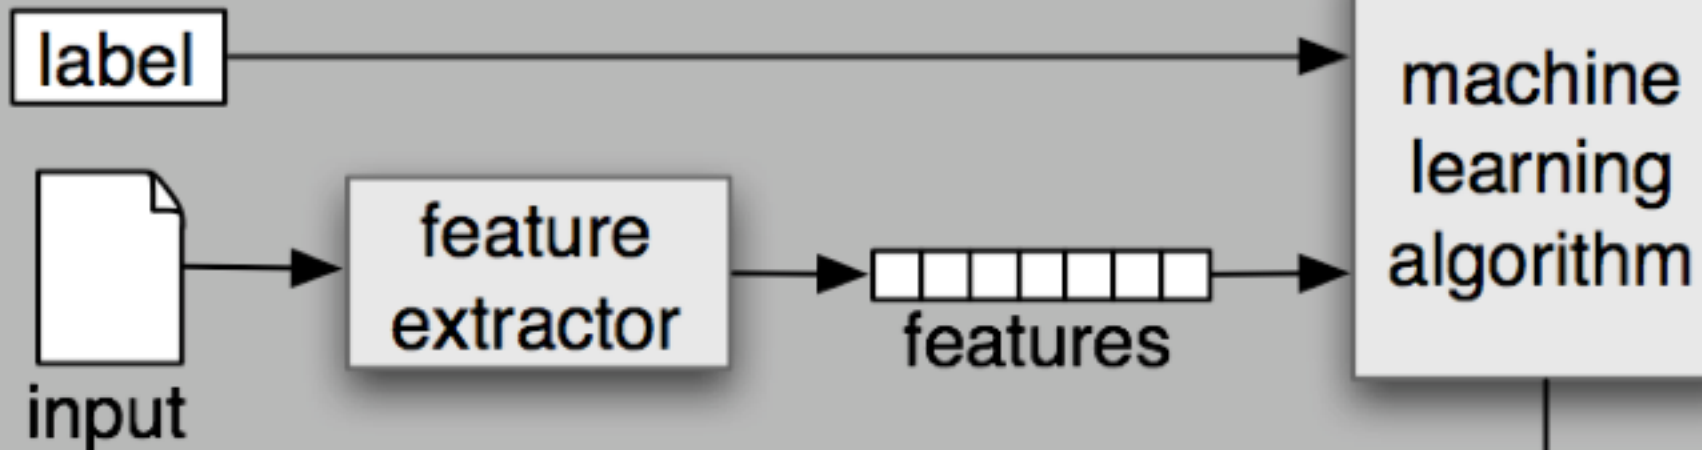 label
machine
learning
algorithm
feature
extractor
features
input